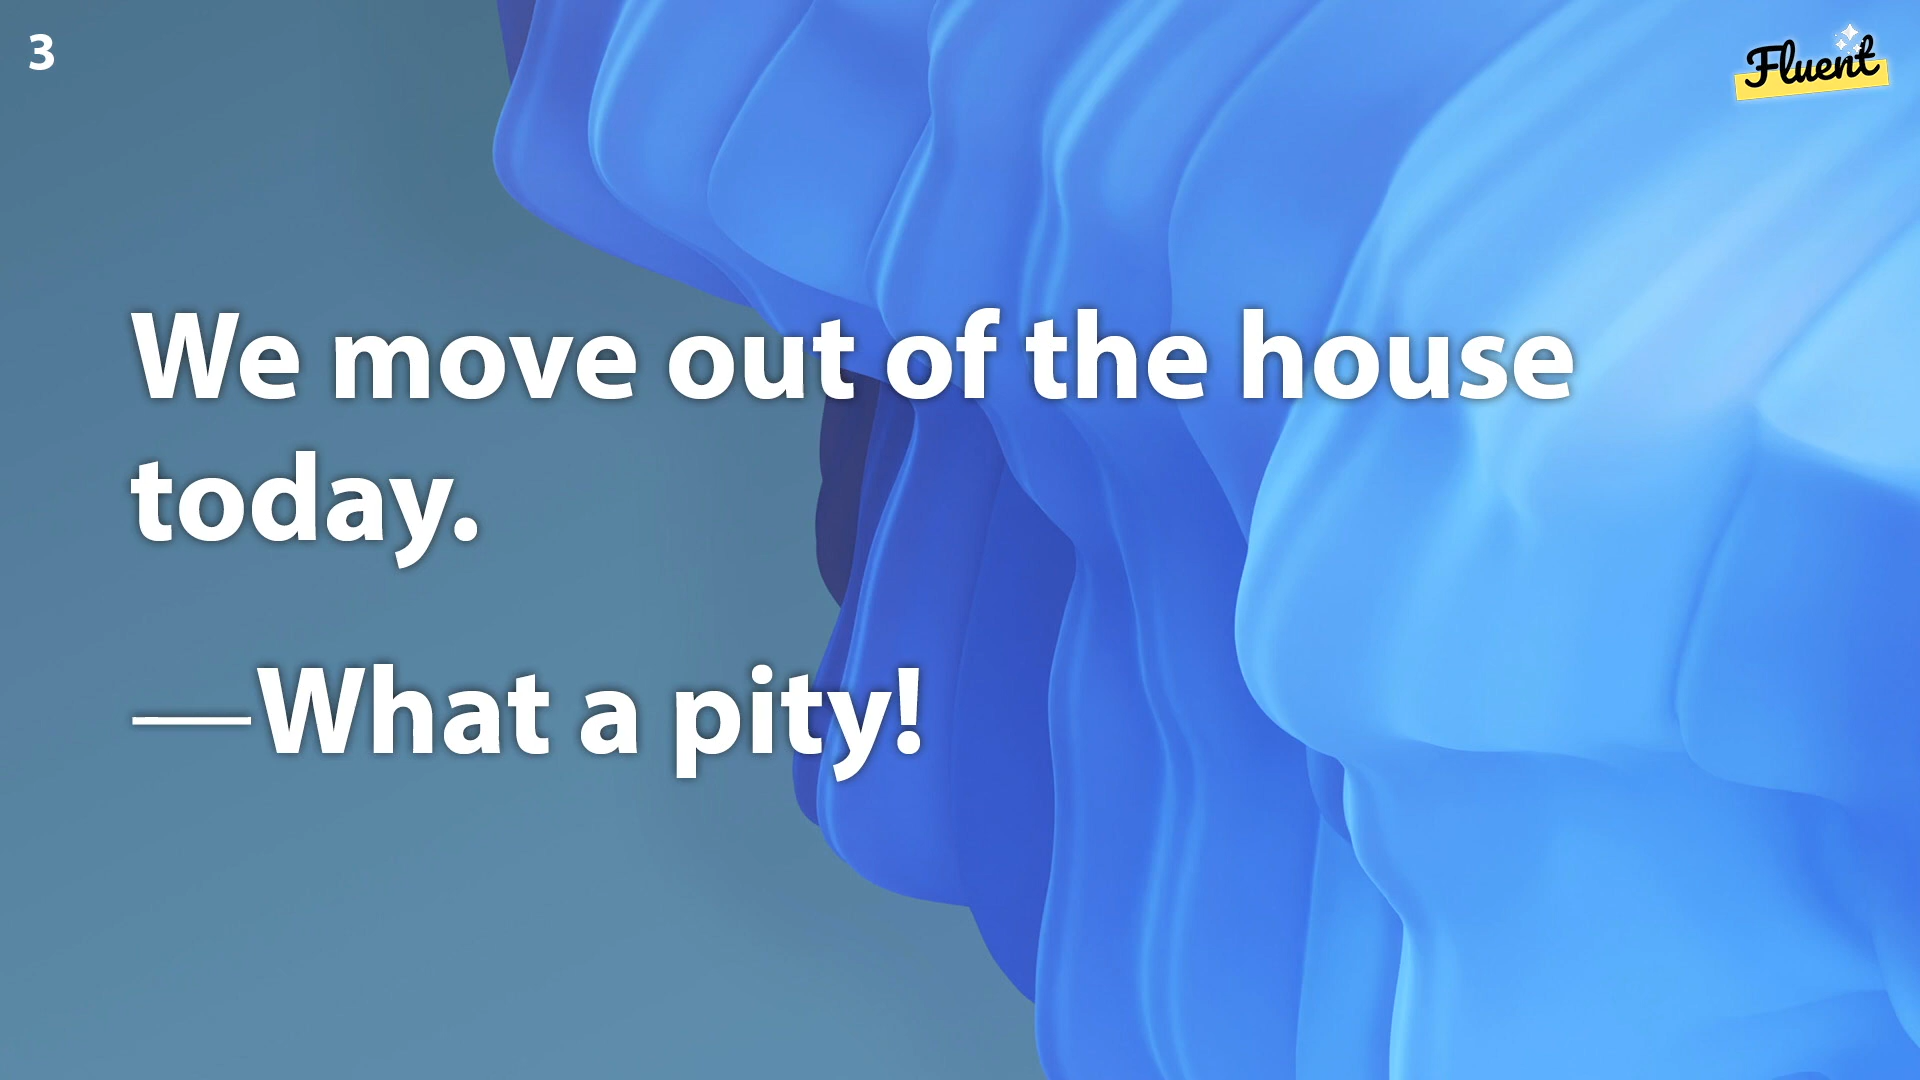 3
Fluent
We move out of the house
today.
—What a pity!